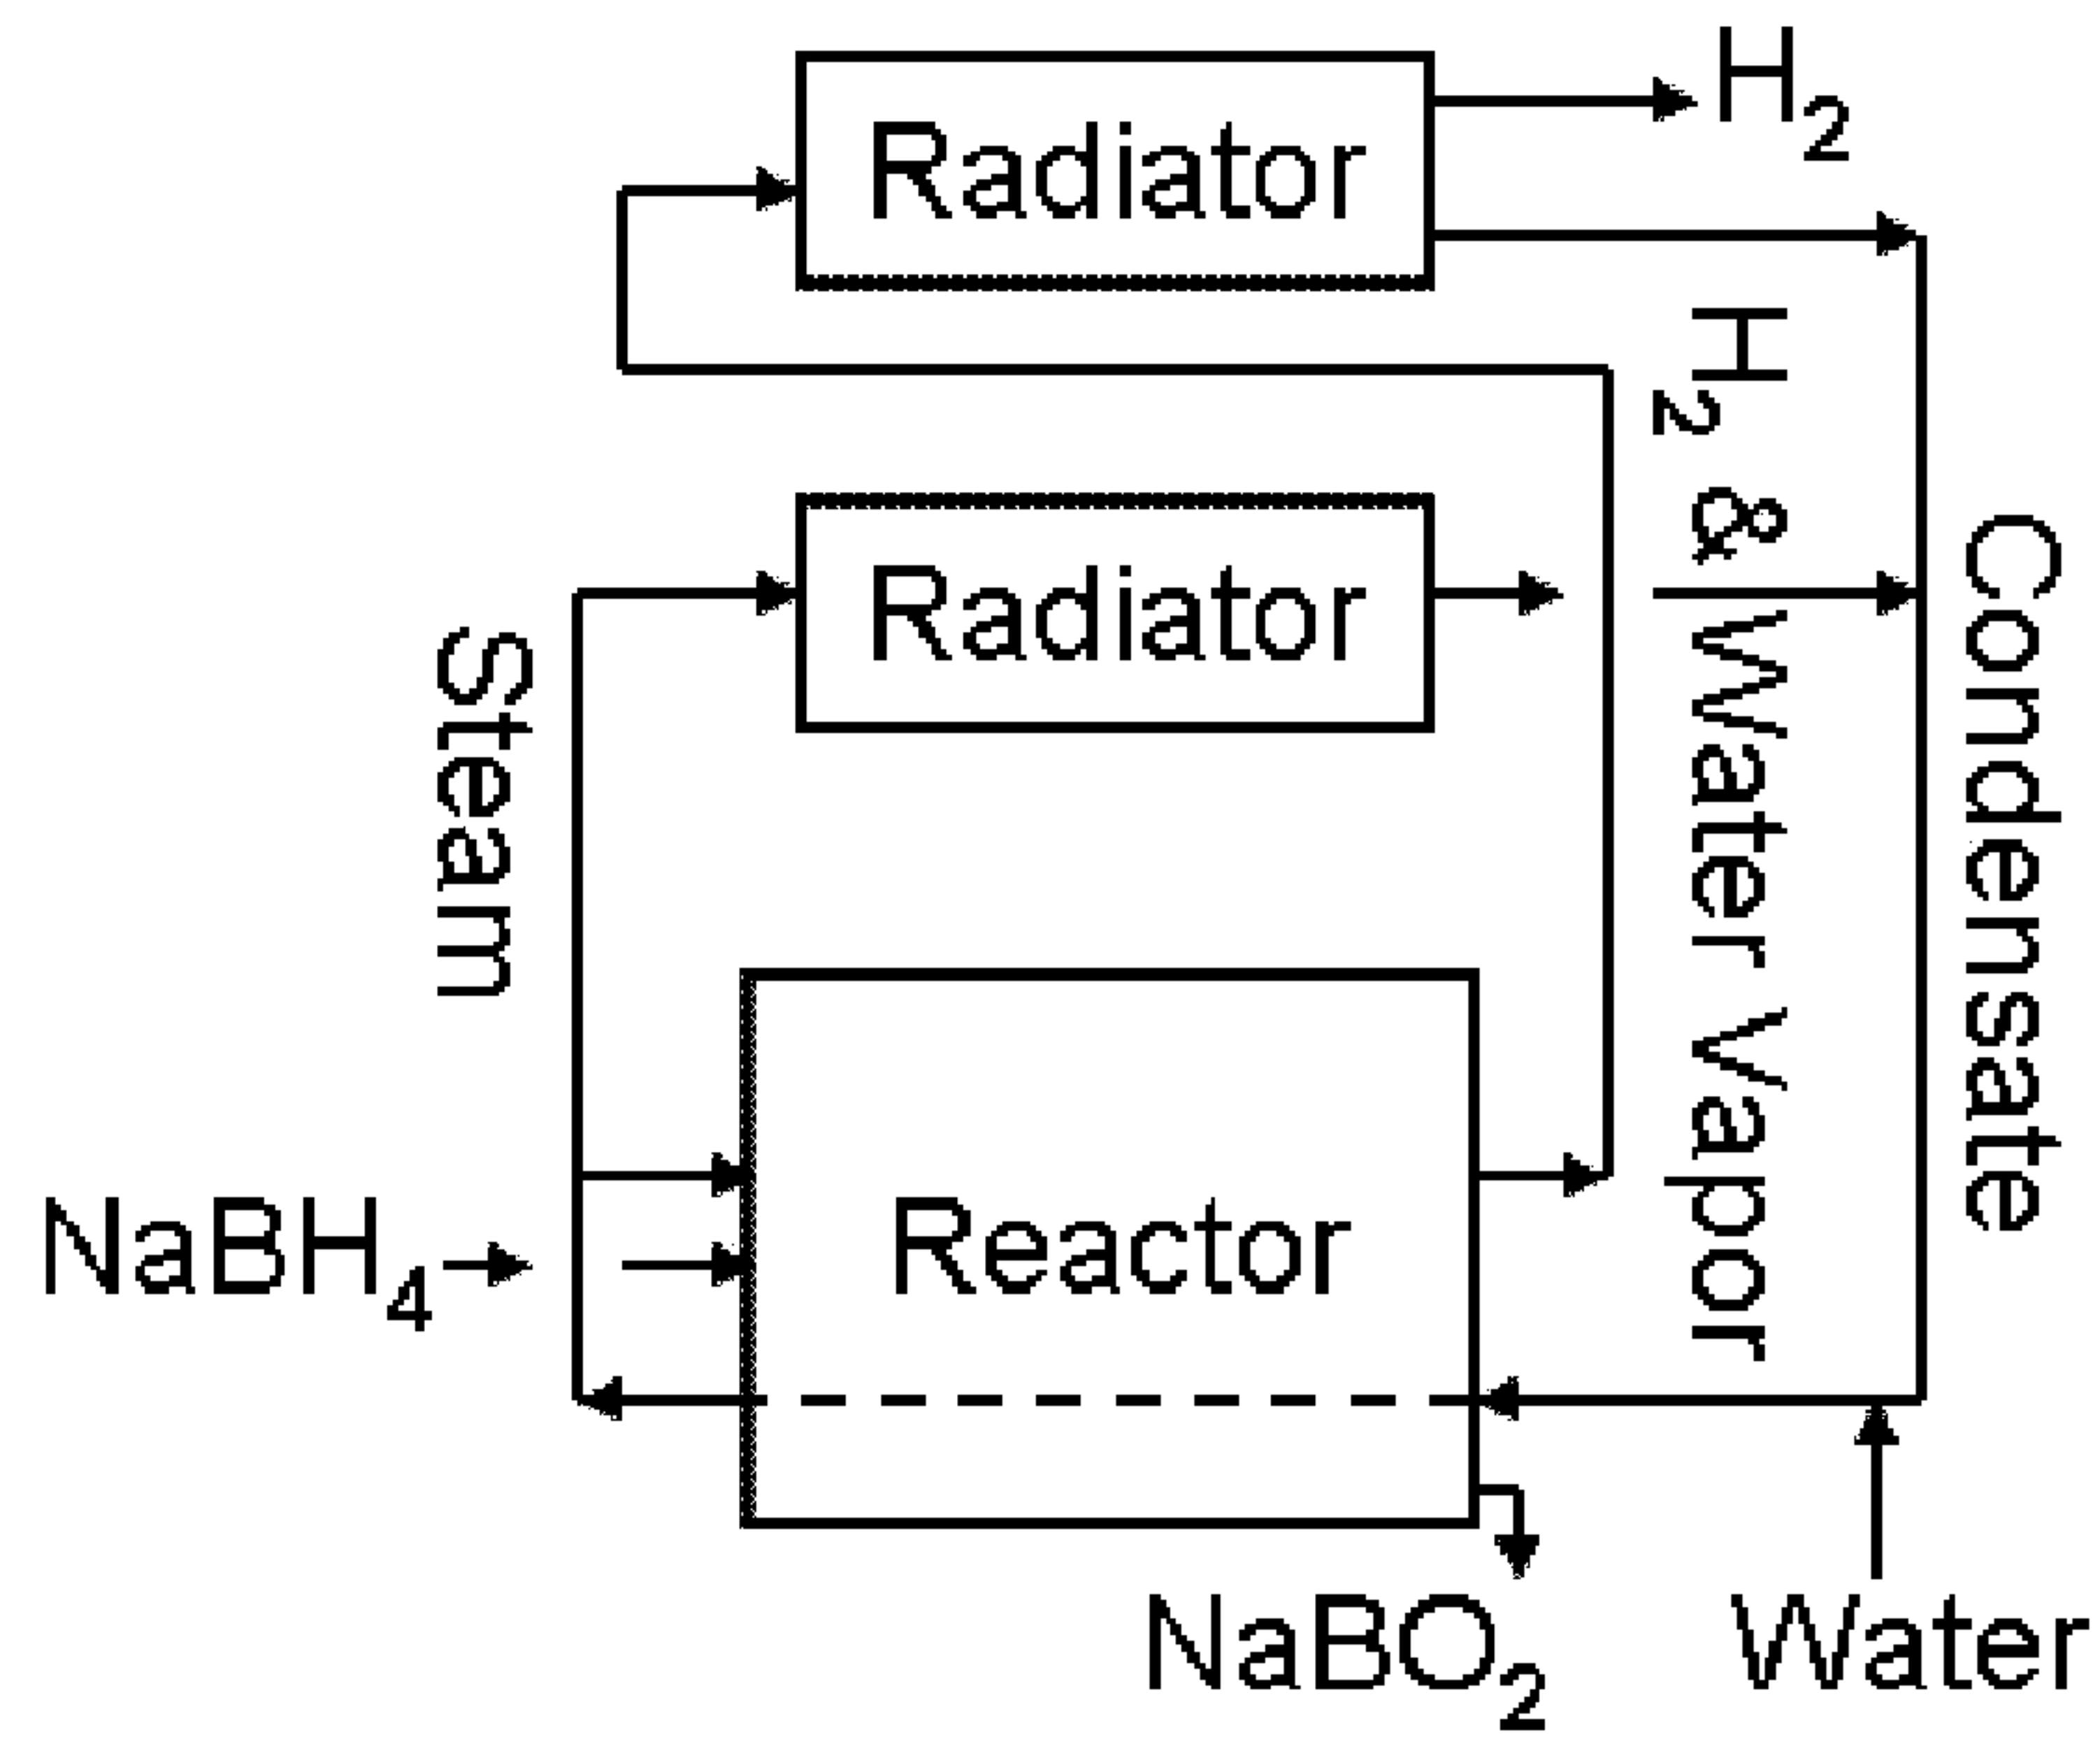 H2
Radiator
H2 & Water Vapor
Condensate
Radiator
Steam
NaBH4
Reactor
NaBO2
Water